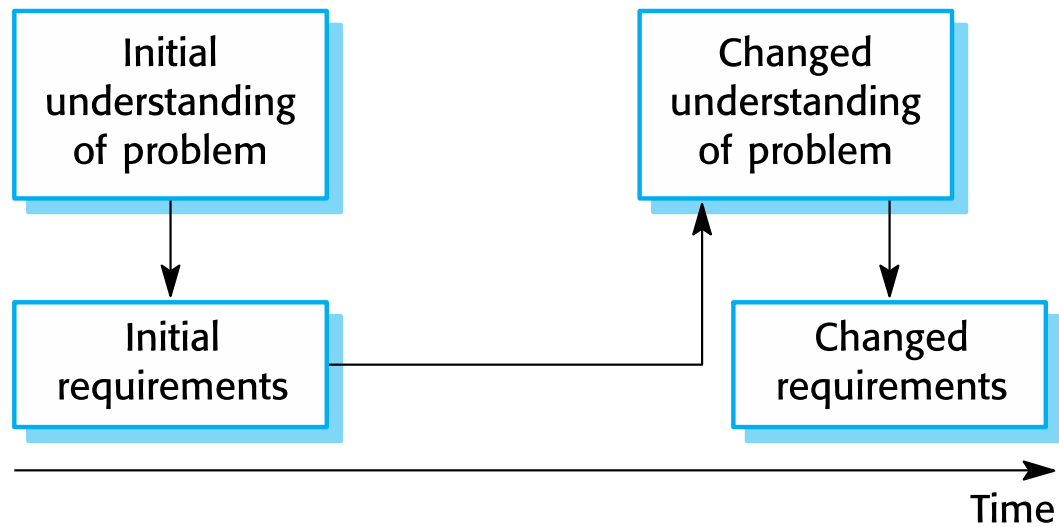 Initial
understanding
of problem
Changed
understanding
of problem
Initial
requirements
Changed
requirements
Time